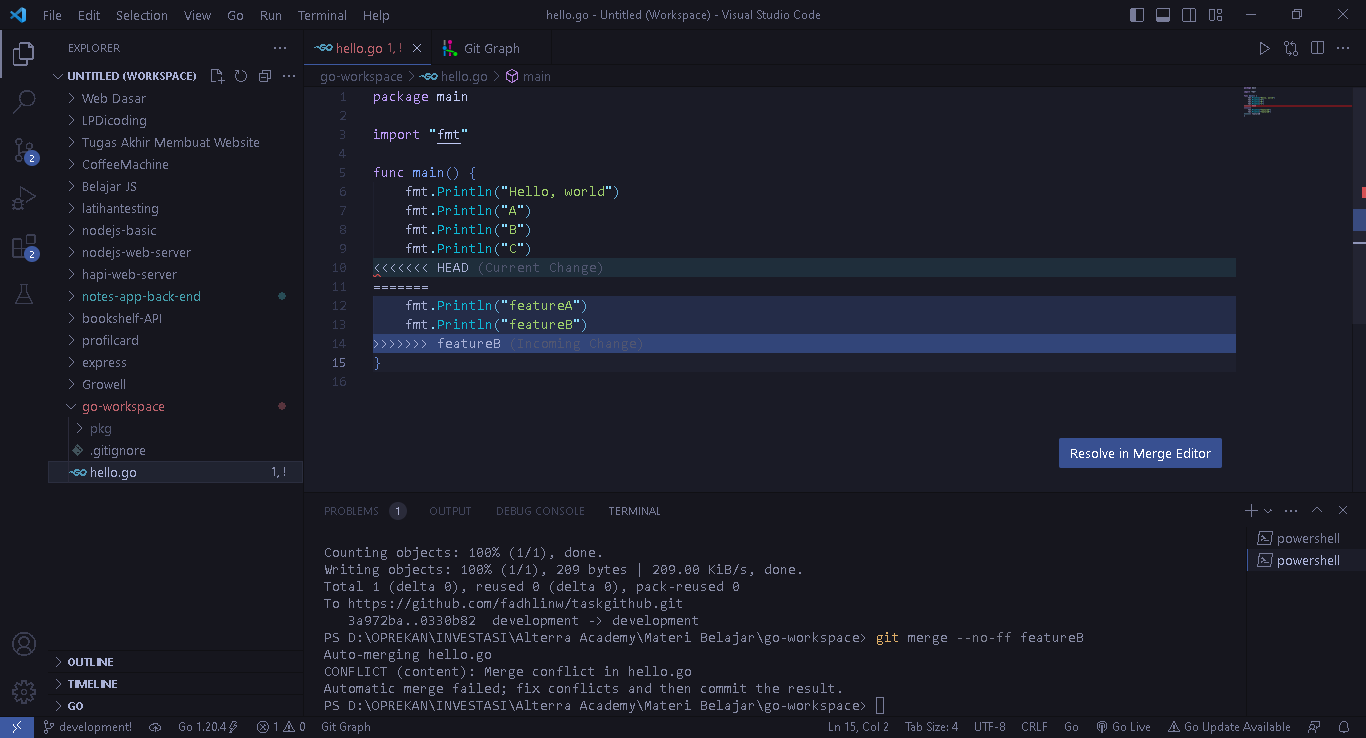 File Edit Selection View Go Run Terminal Help
hello.go - Untitled (Workspace) - Visual Studio Code
EXPLORER
UNTITLED (WORKSPACE)
Web Dasar
LPDicoding
Tugas Akhir Membuat Website
CoffeeMachine
Belajar JS
latihantesting
nodejs-basic
nodejs-web-server
hapi-web-server
notes-app-back-end
bookshelf-API
profilcard
express
Growell
go-workspace
pkg
.gitignore
hello.go 1, !
OUTLINE
TIMELINE
GO
2
2
hello.go 1, !
Git Graph
go-workspace > hello.go > main
1 package main
2
3 import "fmt"
4
5 func main() {
6 fmt.Println("Hello, world")
7 fmt.Println("A")
8 fmt.Println("B")
9 fmt.Println("C")
10 <<<<<<< HEAD (Current Change)
11 =======
12 fmt.Println("featureA")
13 fmt.Println("featureB")
14 >>>>>>> featureB (Incoming Change)
15 }
16
Resolve in Merge Editor
PROBLEMS 1 OUTPUT DEBUG CONSOLE TERMINAL
Counting objects: 100% (1/1), done.
Writing objects: 100% (1/1), 209 bytes | 209.00 KiB/s, done.
Total 1 (delta 0), reused 0 (delta 0), pack-reused 0
To https://github.com/fadhlinw/taskgithub.git
3a972ba..0330b82 development -> development
PS D:\OPREKAN\INVESTASI\Alterra Academy\Materi Belajar\go-workspace> git merge --no-ff featureB
Auto-merging hello.go
CONFLICT (content): Merge conflict in hello.go
Automatic merge failed; fix conflicts and then commit the result.
PS D:\OPREKAN\INVESTASI\Alterra Academy\Materi Belajar\go-workspace>
powershell
powershell
development! Go 1.20.4 1 0 Git Graph
Ln 15, Col 2 Tab Size: 4 UTF-8 CRLF Go Go Live Go Update Available